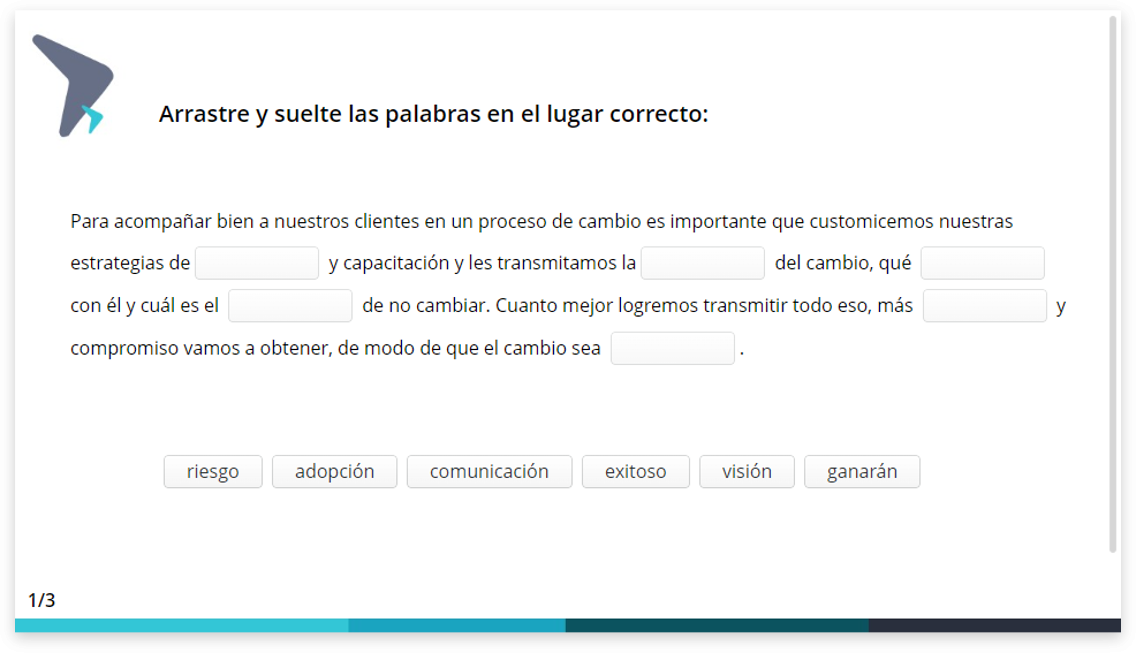 Arrastre y suelte las palabras en el lugar correcto:
Para acompañar bien a nuestros clientes en un proceso de cambio es importante que customicemos nuestras
estrategias de y capacitación y les transmitamos la del cambio, qué
con él y cuál es el de no cambiar. Cuanto mejor logremos transmitir todo eso, más y
compromiso vamos a obtener, de modo de que el cambio sea .
riesgo adopción comunicación exitoso visión ganarán
1/3